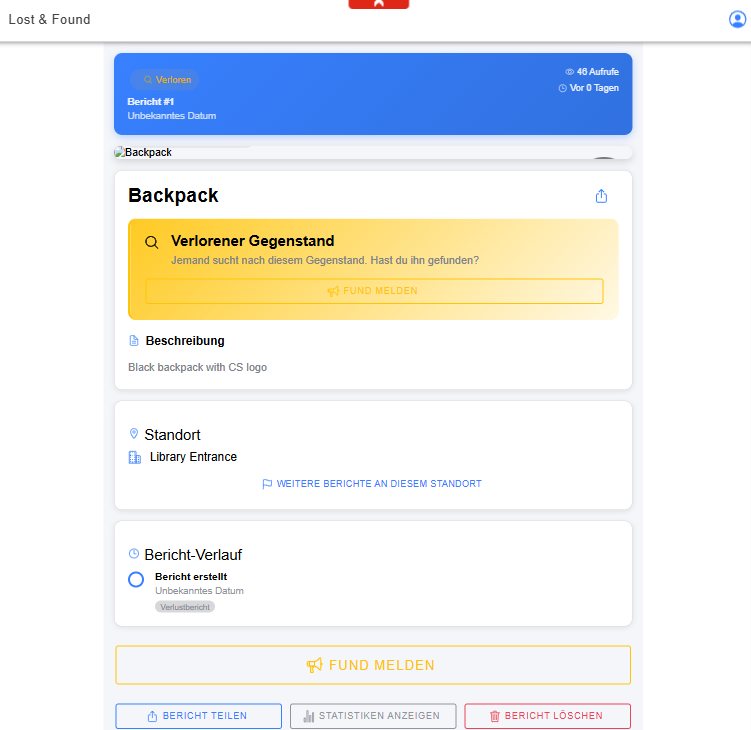 Lost & Found
Verloren
46 Aufrufe
Bericht #1
Vor 0 Tagen
Unbekanntes Datum
Backpack
Backpack
Verlorener Gegenstand
Jemand sucht nach diesem Gegenstand. Hast du ihn gefunden?
FUND MELDEN
Beschreibung
Black backpack with CS logo
Standort
Library Entrance
WEITERE BERICHTE AN DIESEM STANDORT
Bericht-Verlauf
Bericht erstellt
Unbekanntes Datum
Verlustbericht
FUND MELDEN
BERICHT TEILEN
STATISTIKEN ANZEIGEN
BERICHT LÖSCHEN